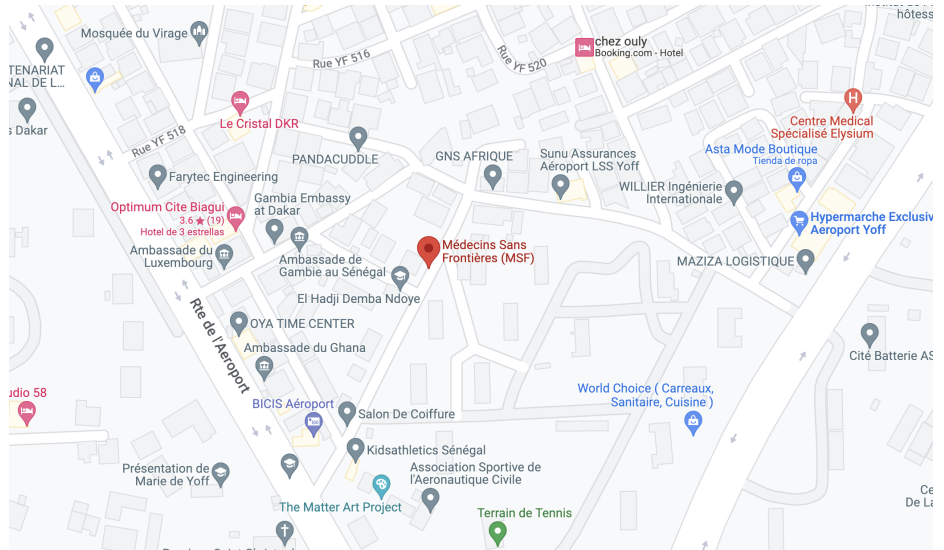 Mosquée du Virage
TENARIAT
NAL DE L...
s Dakar
Rue YF 516
Rue YF 520
chez ouly
Booking.com - Hotel
hôtess
Centre Medical
Spécialisé Elysium
Le Cristal DKR
Rue YF 518
PANDACUDDLE
GNS AFRIQUE
Sunu Assurances
Aéroport LSS Yoff
Asta Mode Boutique
Tienda de ropa
WILLIER Ingénierie
Internationale
Farytec Engineering
Optimum Cite Biagui
3.6 ★ (19)
Hotel de 3 estrellas
Gambia Embassy
at Dakar
Hypermarche Exclusiv
Aeroport Yoff
Ambassade du
Luxembourg
Ambassade de
Gambie au Sénégal
Médecins Sans
Frontières (MSF)
MAZIZA LOGISTIQUE
El Hadji Demba Ndoye
Rte de l'Aeroport
OYA TIME CENTER
Ambassade du Ghana
Cité Batterie AS
udio 58
BICIS Aéroport
Salon De Coiffure
World Choice ( Carreaux,
Sanitaire, Cuisine )
Kidsathletics Sénégal
Présentation de
Marie de Yoff
Association Sportive de
l'Aeronautique Civile
The Matter Art Project
Terrain de Tennis
Ce
De La